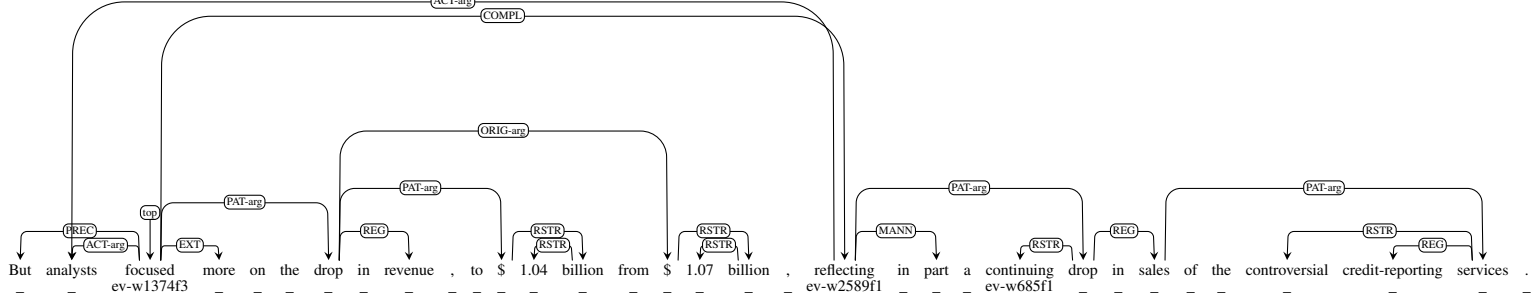 ACT-arg
COMPL
ORIG-arg
PAT-arg PAT-arg PAT-arg
PAT-arg
top
PREC REG RSTR RSTR MANN REG RSTR
ACT-arg EXT RSTR RSTR RSTR REG
But analysts focused more on the drop in revenue , to $ 1.04 billion from $ 1.07 billion , reflecting in part a continuing drop in sales of the controversial credit-reporting services .
_ _ ev-w1374f3 _ _ _ _ _ _ _ _ _ _ _ _ _ _ _ _ ev-w2589f1 _ _ _ ev-w685f1 _ _ _ _ _ _ _ _ _